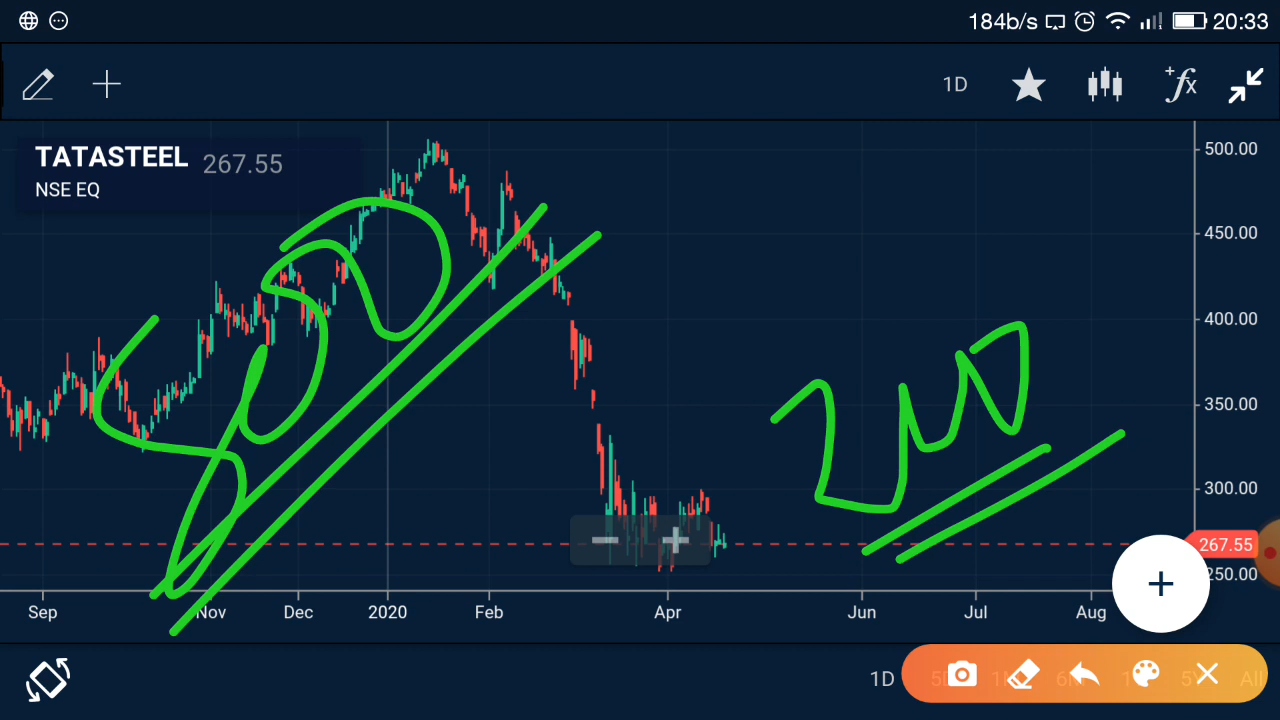 184b/s 20:33
1D fx
TATASTEEL 267.55
NSE EQ
500.00
450.00
400.00
350.00
300.00
267.55
250.00
Sep Nov Dec 2020 Feb Apr Jun Jul Aug
1D